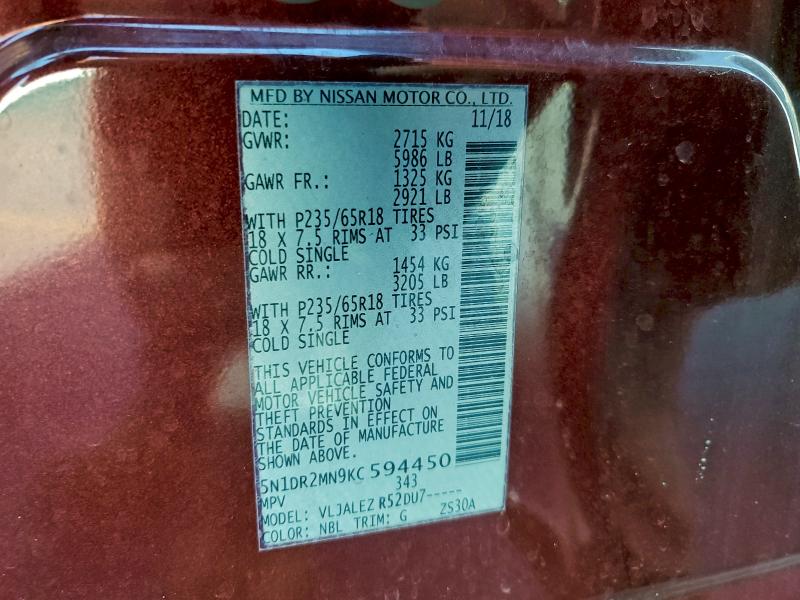 MFD BY NISSAN MOTOR CO., LTD.
DATE: 11/18
GVWR: 2715 KG
5986 LB
GAWR FR.: 1325 KG
2921 LB
WITH P235/65R18 TIRES
18 X 7.5 RIMS AT 33 PSI
COLD SINGLE
GAWR RR.: 1454 KG
3205 LB
WITH P235/65R18 TIRES
18 X 7.5 RIMS AT 33 PSI
COLD SINGLE
THIS VEHICLE CONFORMS TO
ALL APPLICABLE FEDERAL
MOTOR VEHICLE SAFETY AND
THEFT PREVENTION
STANDARDS IN EFFECT ON
THE DATE OF MANUFACTURE
SHOWN ABOVE.
5N1DR2MN9KC 594450
MPV 343
MODEL: VLJALEZ R52DU7-----
COLOR: NBL TRIM: G ZS30A